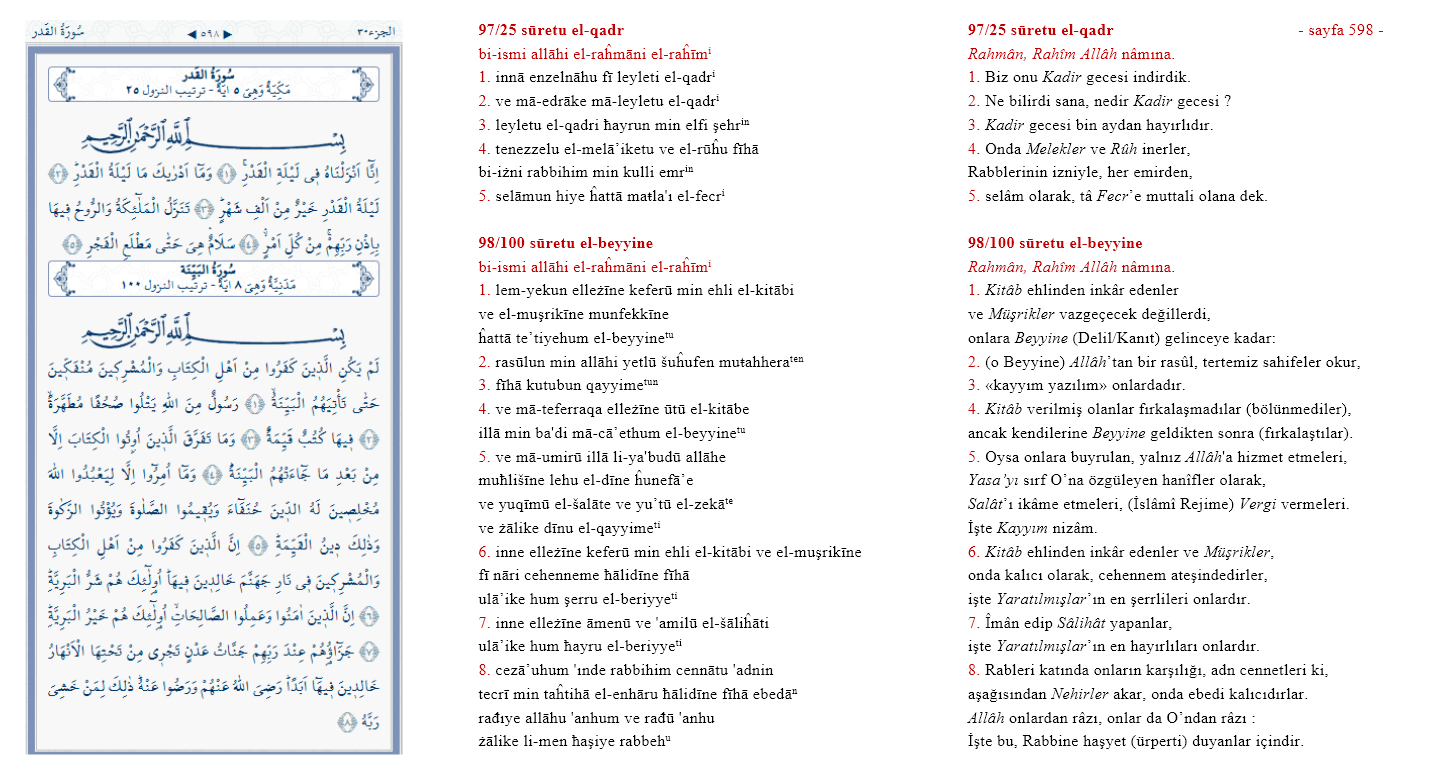 سُورَةُ القَدر
◀ ٥٩٨ ▶
الجزء ٣٠
سُورَةُ القَدر
مَكِّيَّةٌ وَهِىَ ٥ اٰيَةً - ترتيب النزول ٢٥
بِسْمِ اللّٰهِ الرَّحْمٰنِ الرَّحِيمِ
اِنَّٓا اَنْزَلْنَاهُ فِى لَيْلَةِ الْقَدْرِۚ ﴿١﴾ وَمَٓا اَدْرٰيكَ مَا لَيْلَةُ الْقَدْرِۜ ﴿٢﴾
لَيْلَةُ الْقَدْرِ خَيْرٌ مِنْ اَلْفِ شَهْرٍۜ ﴿٣﴾ تَنَزَّلُ الْمَلٰٓئِكَةُ وَالرُّوحُ فِيهَا
بِاِذْنِ رَبِّهِمْۚ مِنْ كُلِّ اَمْرٍۙ ﴿٤﴾ سَلَامٌ۠ هِىَ حَتّٰى مَطْلَعِ الْفَجْرِ ﴿٥﴾
سُورَةُ البَيِّنَة
مَدَنِيَّةٌ وَهِىَ ٨ اٰيَةً - ترتيب النزول ١٠٠
بِسْمِ اللّٰهِ الرَّحْمٰنِ الرَّحِيمِ
لَمْ يَكُنِ الَّذِينَ كَفَرُوا مِنْ اَهْلِ الْكِتَابِ وَالْمُشْرِكِينَ مُنْفَكِّينَ
حَتّٰى تَأْتِيَهُمُ الْبَيِّنَةُۙ ﴿١﴾ رَسُولٌ مِنَ اللّٰهِ يَتْلُوا صُحُفًا مُطَهَّرَةًۙ
﴿٢﴾ فِيهَا كُتُبٌ قَيِّمَةٌۜ ﴿٣﴾ وَمَا تَفَرَّقَ الَّذِينَ اُوتُوا الْكِتَابَ اِلَّا
مِنْ بَعْدِ مَا جَٓاءَتْهُمُ الْبَيِّنَةُۜ ﴿٤﴾ وَمَٓا اُمِرُٓوا اِلَّا لِيَعْبُدُوا اللّٰهَ
مُخْلِصِينَ لَهُ الدِّينَ حُنَفَٓاءَ وَيُقِيمُوا الصَّلٰوةَ وَيُؤْتُوا الزَّكٰوةَ
وَذٰلِكَ دِينُ الْقَيِّمَةِۜ ﴿٥﴾ اِنَّ الَّذِينَ كَفَرُوا مِنْ اَهْلِ الْكِتَابِ
وَالْمُشْرِكِينَ فِى نَارِ جَهَنَّمَ خَالِدِينَ فِيهَاۜ اُولٰٓئِكَ هُمْ شَرُّ الْبَرِيَّةِۜ
﴿٦﴾ اِنَّ الَّذِينَ اٰمَنُوا وَعَمِلُوا الصَّالِحَاتِۙ اُولٰٓئِكَ هُمْ خَيْرُ الْبَرِيَّةِۜ
﴿٧﴾ جَزَٓاؤُ۬هُمْ عِنْدَ رَبِّهِمْ جَنَّاتُ عَدْنٍ تَجْرِى مِنْ تَحْتِهَا الْاَنْهَارُ
خَالِدِينَ فِيهَٓا اَبَدًاۜ رَضِىَ اللّٰهُ عَنْهُمْ وَرَضُوا عَنْهُۜ ذٰلِكَ لِمَنْ خَشِىَ
رَبَّهُ ﴿٨﴾
97/25 sūretu el-qadr
bi-ismi allāhi el-raĥmāni el-raĥīmⁱ
1. innā enzelnāhu fī leyleti el-qadrⁱ
2. ve mā-edrāke mā-leyletu el-qadrⁱ
3. leyletu el-qadri ħayrun min elfi şehrⁱⁿ
4. tenezzelu el-melā’iketu ve el-rūĥu fīhā
bi-iżni rabbihim min kulli emrⁱⁿ
5. selāmun hiye ĥattā maŧla'ı el-fecrⁱ
98/100 sūretu el-beyyine
bi-ismi allāhi el-raĥmāni el-raĥīmⁱ
1. lem-yekun elleżīne keferū min ehli el-kitābi
ve el-muşrikīne munfekkīne
ĥattā te’tiyehum el-beyyineᵗᵘ
2. rasūlun min allāhi yetlū šuĥufen mutahheraᵗᵉⁿ
3. fīhā kutubun qayyimeᵗᵘⁿ
4. ve mā-teferraqa elleżīne ūtū el-kitābe
illā min ba'di mā-cā’ethum el-beyyineᵗᵘ
5. ve mā-umirū illā li-ya'budū allāhe
muħlišīne lehu el-dīne ĥunefā’e
ve yuqīmū el-šalāte ve yu’tū el-zekāᵗᵉ
ve żālike dīnu el-qayyimeᵗⁱ
6. inne elleżīne keferū min ehli el-kitābi ve el-muşrikīne
fī nāri cehenneme ħālidīne fīhā
ulā’ike hum şerru el-beriyyeᵗⁱ
7. inne elleżīne āmenū ve 'amilū el-šāliĥāti
ulā’ike hum ħayru el-beriyyeᵗⁱ
8. cezā’uhum 'ınde rabbihim cennātu 'adnin
tecrī min taĥtihā el-enhāru ħālidīne fīhā ebedāⁿ
rađıye allāhu 'anhum ve rađū 'anhu
żālike li-men ħaşiye rabbehᵘ
97/25 sūretu el-qadr - sayfa 598 -
Rahmân, Rahîm Allâh nâmına.
1. Biz onu Kadir gecesi indirdik.
2. Ne bilirdi sana, nedir Kadir gecesi ?
3. Kadir gecesi bin aydan hayırlıdır.
4. Onda Melekler ve Rûh inerler,
Rabblerinin izniyle, her emirden,
5. selâm olarak, tâ Fecr’e muttali olana dek.
98/100 sūretu el-beyyine
Rahmân, Rahîm Allâh nâmına.
1. Kitâb ehlinden inkâr edenler
ve Müşrikler vazgeçecek değillerdi,
onlara Beyyine (Delil/Kanıt) gelinceye kadar:
2. (o Beyyine) Allâh’tan bir rasûl, tertemiz sahifeler okur,
3. «kayyım yazılım» onlardadır.
4. Kitâb verilmiş olanlar fırkalaşmadılar (bölünmediler),
ancak kendilerine Beyyine geldikten sonra (fırkalaştılar).
5. Oysa onlara buyrulan, yalnız Allâh'a hizmet etmeleri,
Yasa’yı sırf O’na özgüleyen hanîfler olarak,
Salât’ı ikâme etmeleri, (İslâmî Rejime) Vergi vermeleri.
İşte Kayyım nizâm.
6. Kitâb ehlinden inkâr edenler ve Müşrikler,
onda kalıcı olarak, cehennem ateşindedirler,
işte Yaratılmışlar’ın en şerrlileri onlardır.
7. Îmân edip Sâlihât yapanlar,
işte Yaratılmışlar’ın en hayırlıları onlardır.
8. Rableri katında onların karşılığı, adn cennetleri ki,
aşağısından Nehirler akar, onda ebedi kalıcıdırlar.
Allâh onlardan râzı, onlar da O’ndan râzı :
İşte bu, Rabbine haşyet (ürperti) duyanlar içindir.